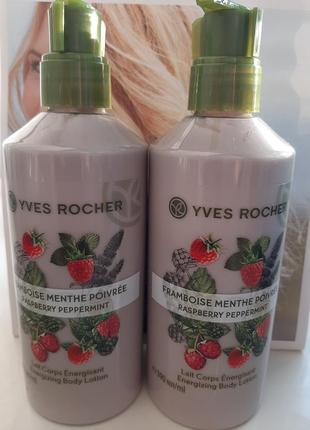 YVES ROCHER
FRAMBOISE MENTHE POIVRÉE
RASPBERRY PEPPERMINT
Lait Corps Énergisant
Energizing Body Lotion
YVES ROCHER
FRAMBOISE MENTHE POIVRÉE
RASPBERRY PEPPERMINT
Lait Corps Énergisant
Energizing Body Lotion